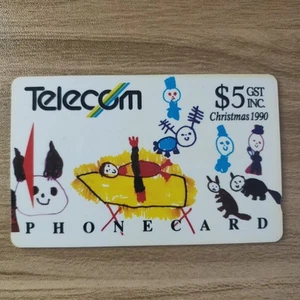 Telecom
$5 GST INC.
Christmas 1990
PHONECARD